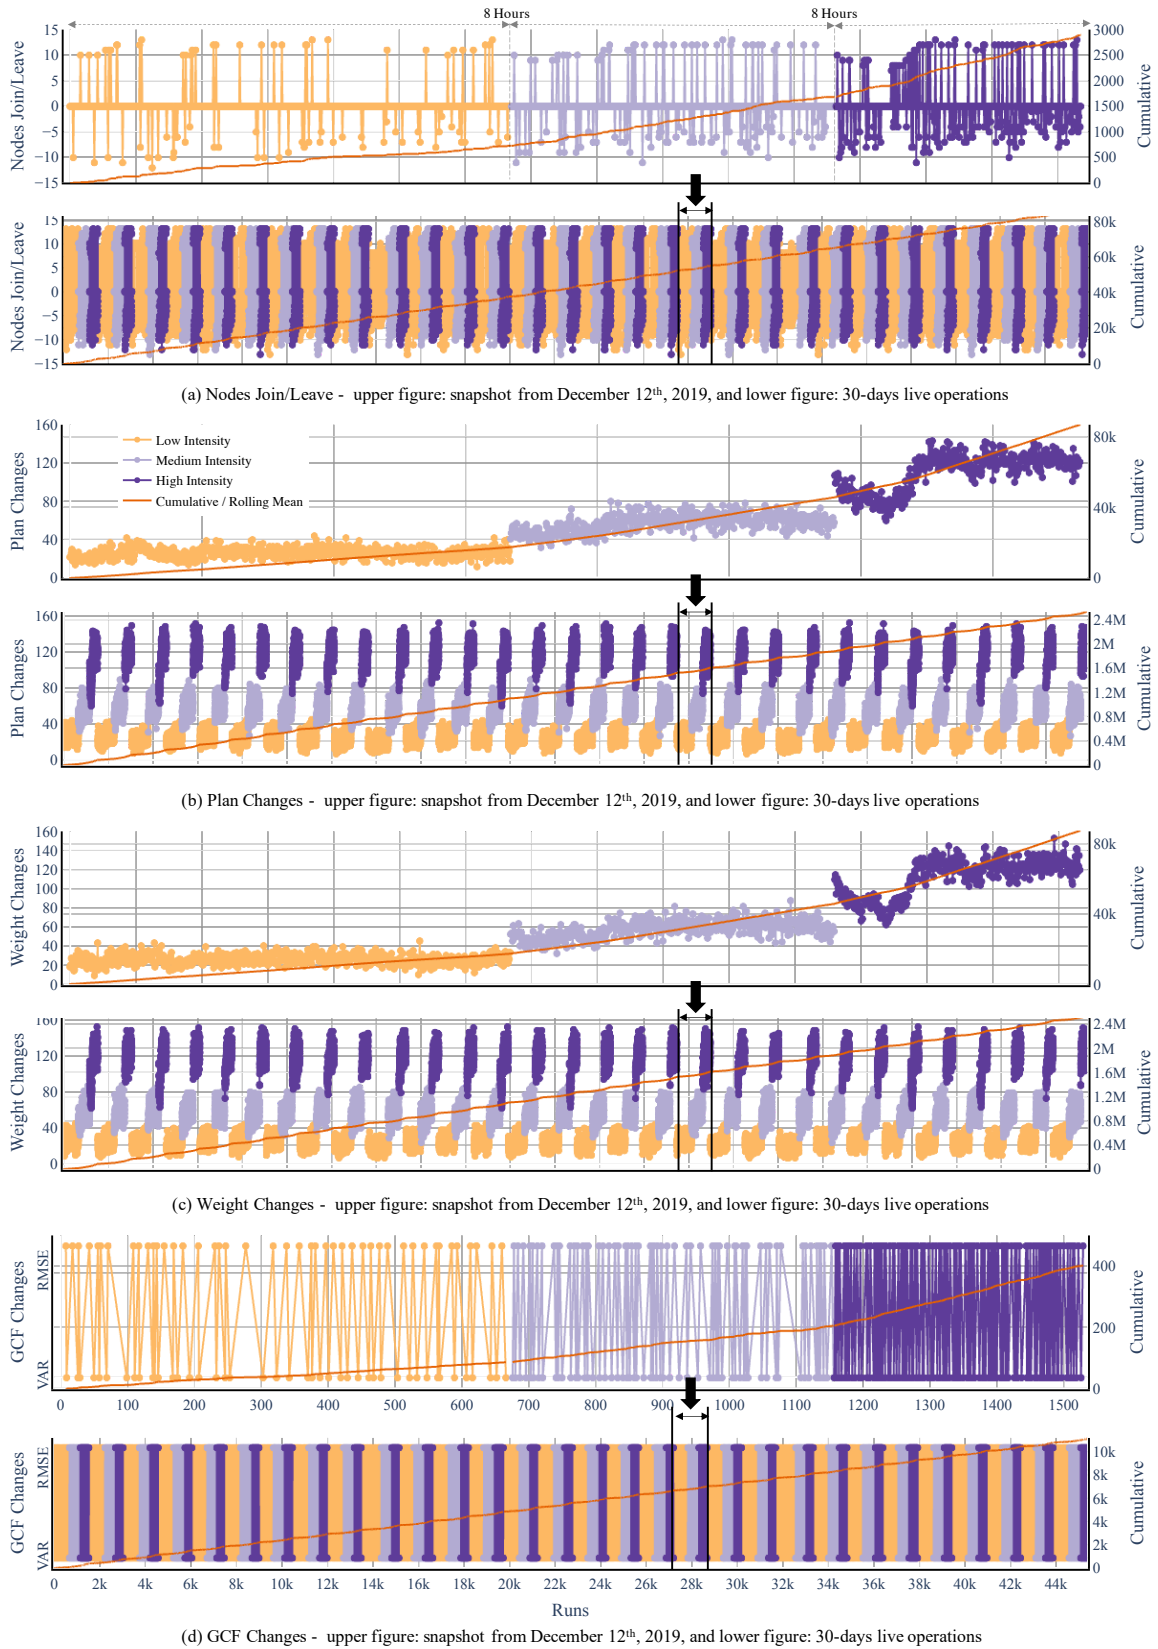 8 Hours 8 Hours
Nodes Join/Leave
15
10
5
0
−5
−10
−15
3000
2500
2000
1500
1000
500
0
Cumulative
Nodes Join/Leave
15
10
5
0
−5
−10
−15
80k
60k
40k
20k
0
Cumulative
(a) Nodes Join/Leave - upper figure: snapshot from December 12th, 2019, and lower figure: 30-days live operations
Plan Changes
160
120
80
40
0
Low Intensity
Medium Intensity
High Intensity
Cumulative / Rolling Mean
80k
40k
0
Cumulative
Plan Changes
160
120
80
40
0
2.4M
2M
1.6M
1.2M
0.8M
0.4M
0
Cumulative
(b) Plan Changes - upper figure: snapshot from December 12th, 2019, and lower figure: 30-days live operations
Weight Changes
160
140
120
100
80
60
40
20
0
80k
40k
0
Cumulative
Weight Changes
160
120
80
40
0
2.4M
2M
1.6M
1.2M
0.8M
0.4M
0
Cumulative
(c) Weight Changes - upper figure: snapshot from December 12th, 2019, and lower figure: 30-days live operations
GCF Changes
RMSE
VAR
400
200
0
Cumulative
0 100 200 300 400 500 600 700 800 900 1000 1100 1200 1300 1400 1500
GCF Changes
RMSE
VAR
10k
8k
6k
4k
2k
0
Cumulative
0 2k 4k 6k 8k 10k 12k 14k 16k 18k 20k 22k 24k 26k 28k 30k 32k 34k 36k 38k 40k 42k 44k
Runs
(d) GCF Changes - upper figure: snapshot from December 12th, 2019, and lower figure: 30-days live operations